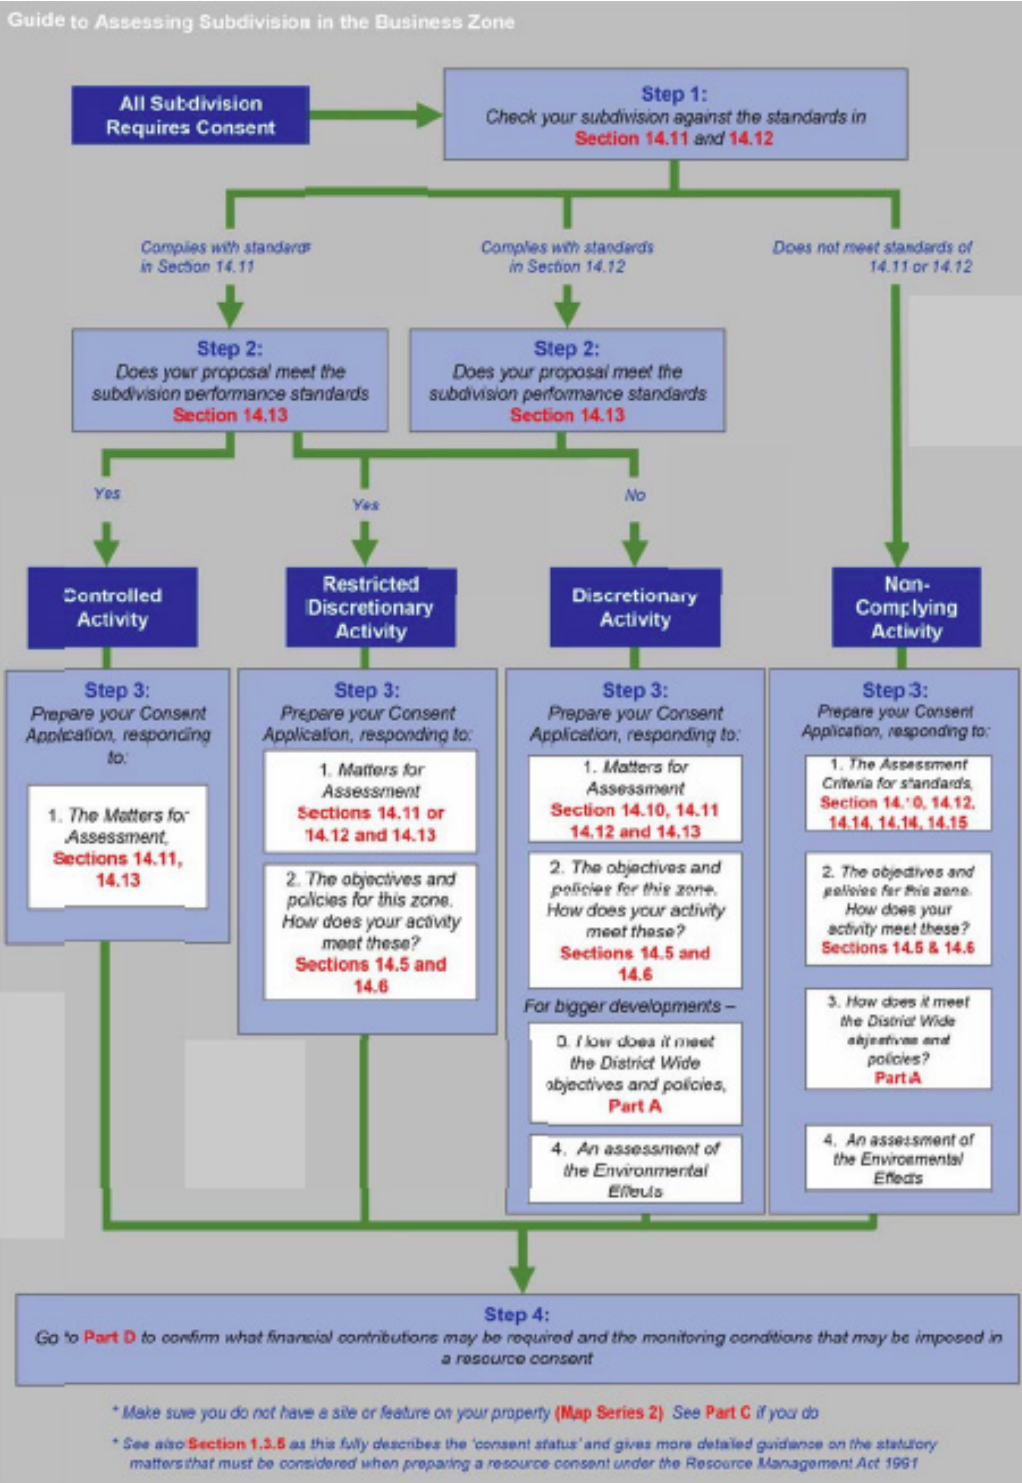 Guide to Assessing Subdivision in the Business Zone
All Subdivision
Requires Consent
Step 1:
Check your subdivision against the standards in
Section 14.11 and 14.12
Complies with standards
in Section 14.11
Complies with standards
in Section 14.12
Does not meet standards of
14.11 or 14.12
Step 2:
Does your proposal meet the
subdivision performance standards
Section 14.13
Step 2:
Does your proposal meet the
subdivision performance standards
Section 14.13
Yes
Yes
No
Controlled
Activity
Restricted
Discretionary
Activity
Discretionary
Activity
Non-
Complying
Activity
Step 3:
Prepare your Consent
Application, responding
to:
1. The Matters for
Assessment,
Sections 14.11,
14.13
Step 3:
Prepare your Consent
Application, responding to:
1. Matters for
Assessment
Sections 14.11 or
14.12 and 14.13
2. The objectives and
policies for this zone.
How does your activity
meet these?
Sections 14.5 and
14.6
Step 3:
Prepare your Consent
Application, responding to:
1. Matters for
Assessment
Section 14.10, 14.11
14.12 and 14.13
2. The objectives and
policies for this zone.
How does your activity
meet these?
Sections 14.5 and
14.6
For bigger developments –
3. How does it meet
the District Wide
objectives and policies,
Part A
4. An assessment of
the Environmental
Effects
Step 3:
Prepare your Consent
Application, responding to:
1. The Assessment
Criteria for standards,
Section 14.10, 14.12,
14.14, 14.14, 14.15
2. The objectives and
policies for this zone.
How does your
activity meet these?
Sections 14.5 & 14.6
3. How does it meet
the District Wide
objectives and
policies?
Part A
4. An assessment of
the Environmental
Effects
Step 4:
Go to Part D to confirm what financial contributions may be required and the monitoring conditions that may be imposed in
a resource consent
* Make sure you do not have a site or feature on your property (Map Series 2) See Part C if you do
* See also Section 1.3.5 as this fully describes the 'consent status' and gives more detailed guidance on the statutory
matters that must be considered when preparing a resource consent under the Resource Management Act 1991